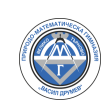 ПРИРОДО-МАТЕМАТИЧЕСКА ГИМНАЗИЯ
"ВАСИЛ ДРУМЕВ"